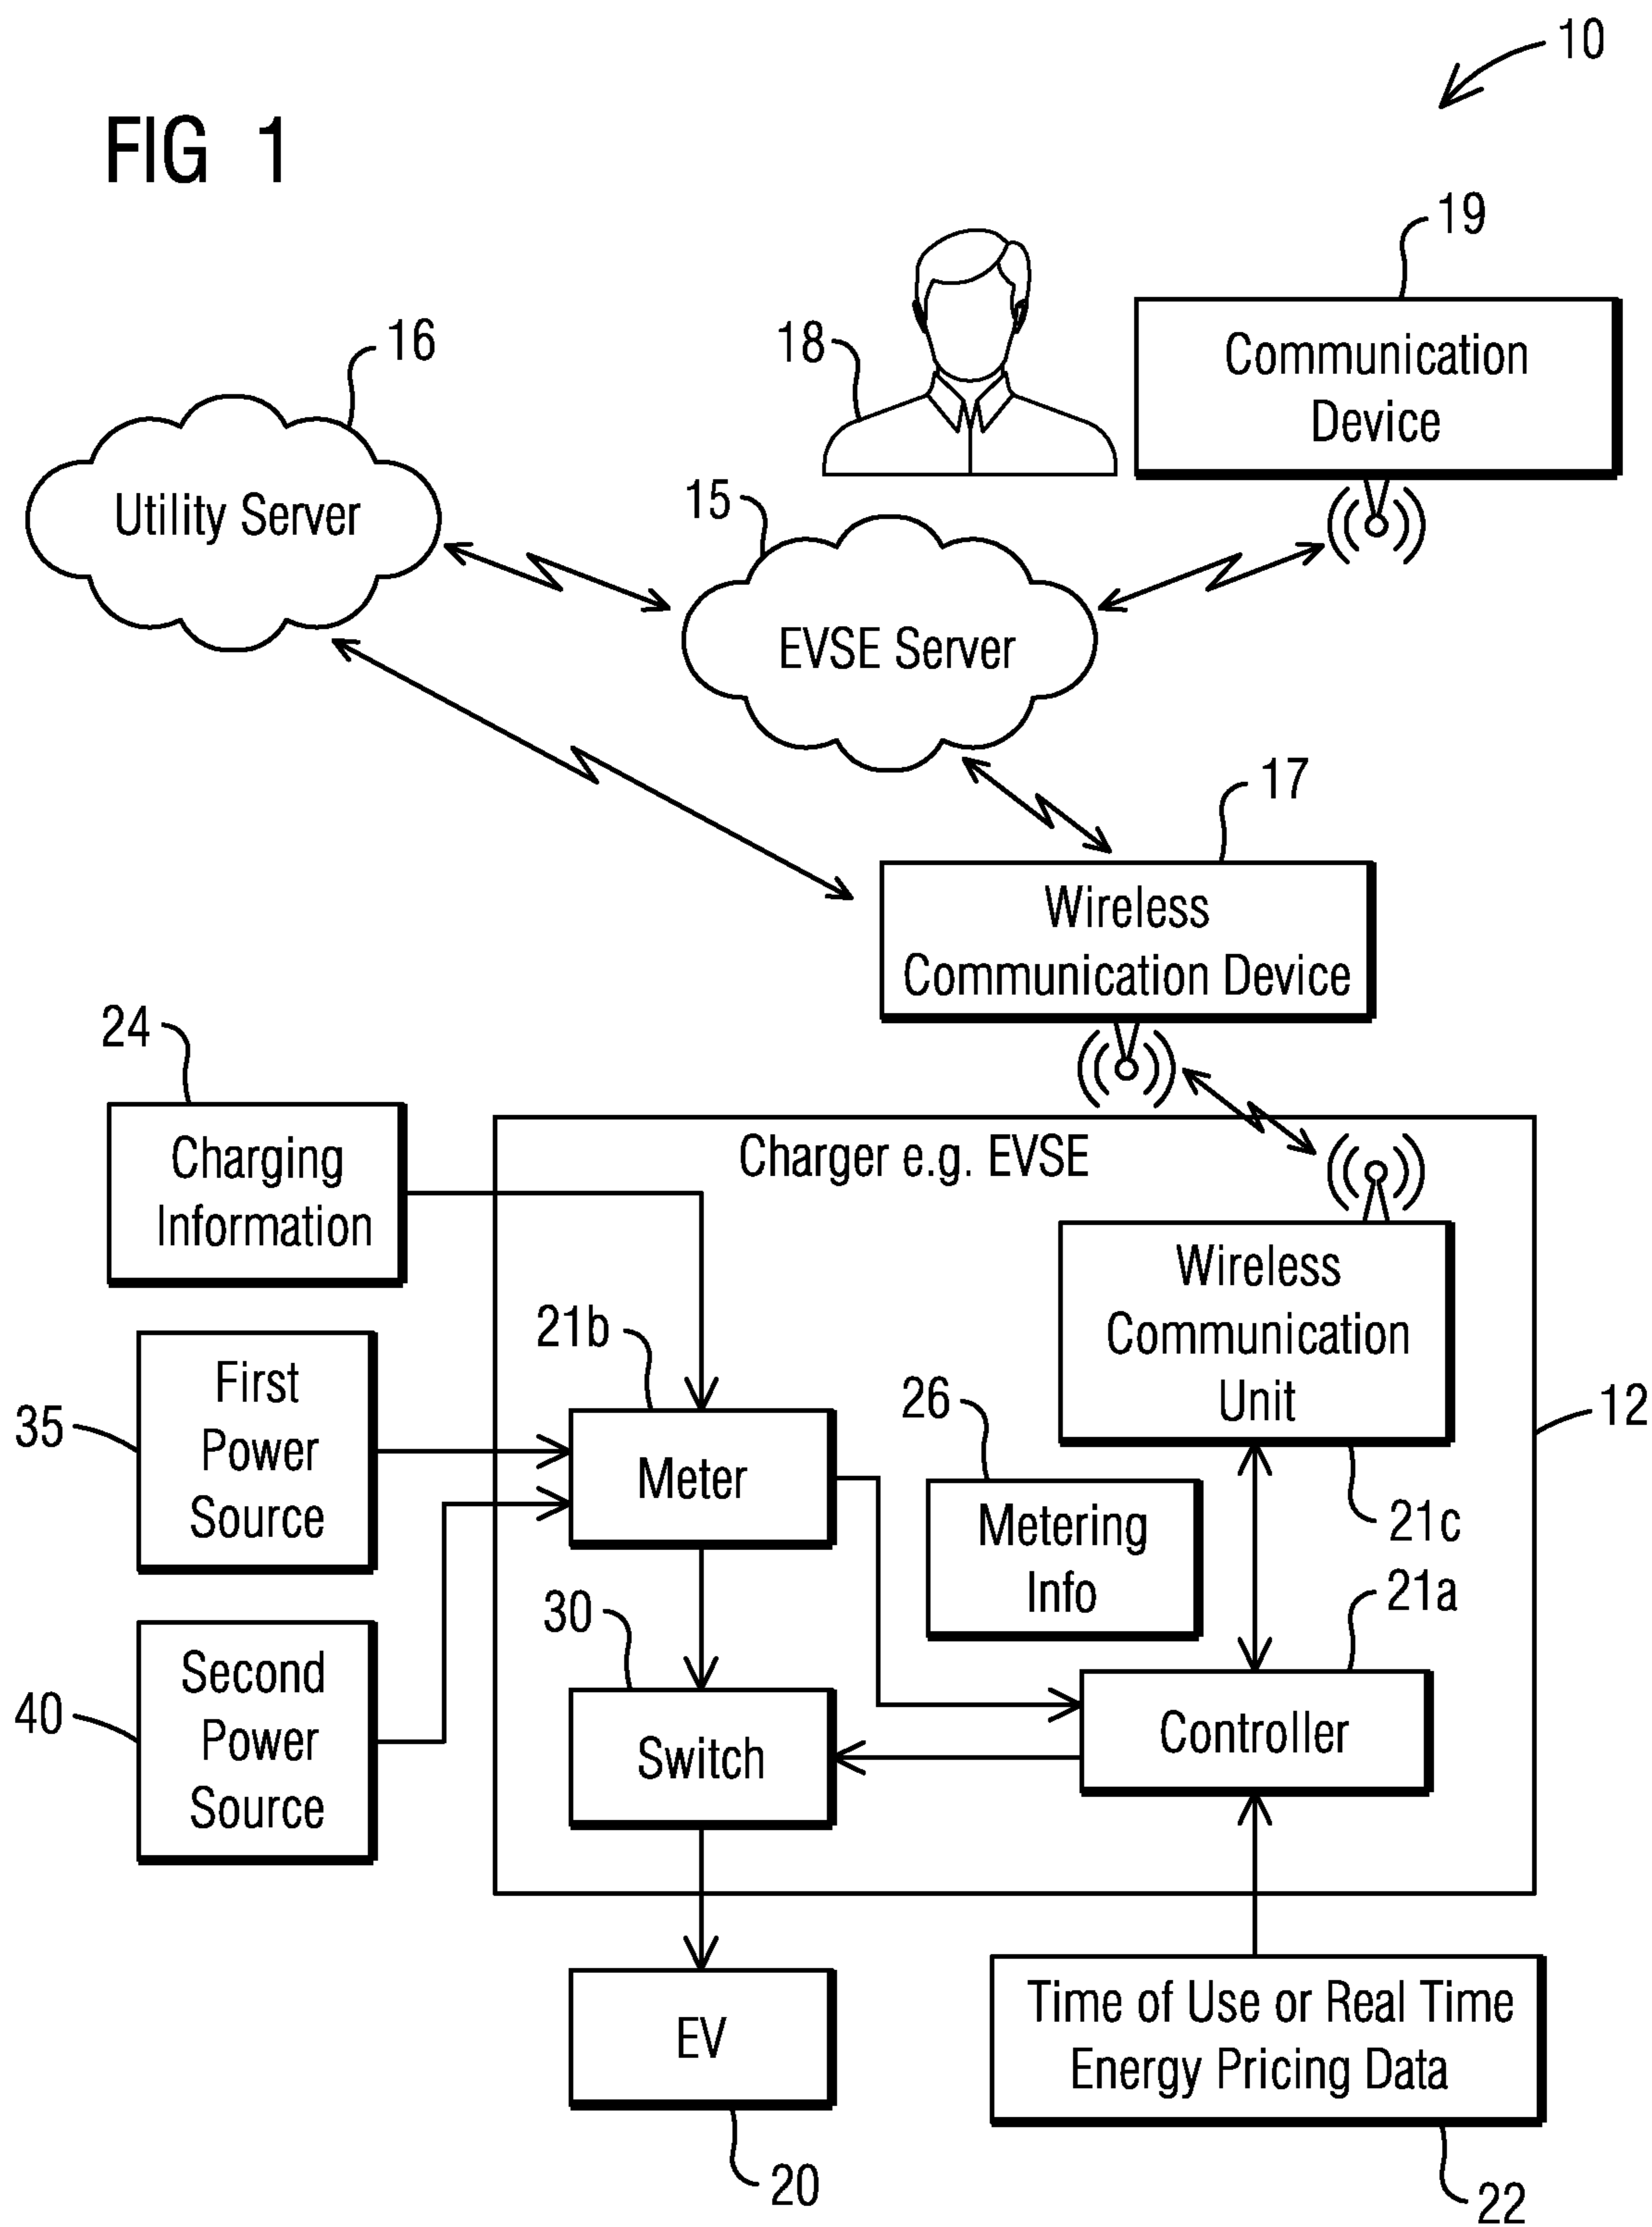 10
FIG 1
19
Communication
Device
18
16
Utility Server
15
EVSE Server
17
Wireless
Communication Device
24
Charging
Information
Charger e.g. EVSE
Wireless
Communication
Unit
21b
First
Power
Source
35
Meter
26
Metering
Info
12
21c
21a
30
Second
Power
Source
40
Switch
Controller
EV
20
Time of Use or Real Time
Energy Pricing Data
22